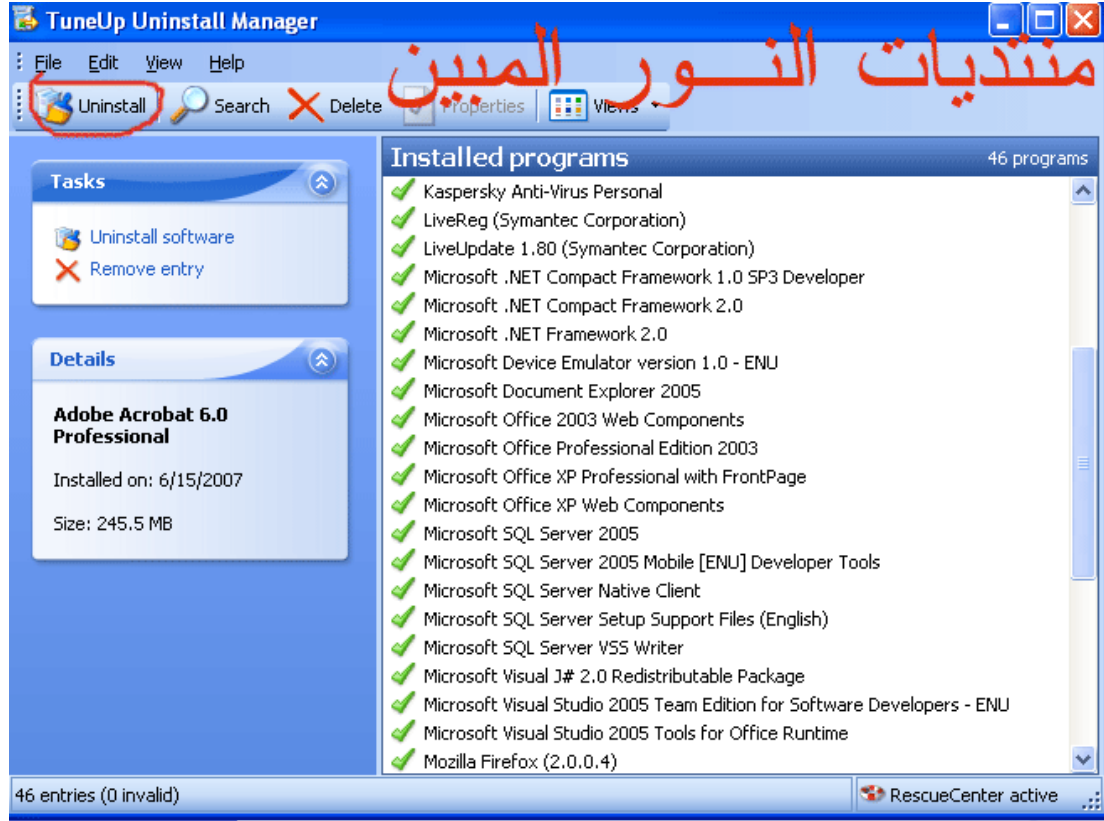 TuneUp Uninstall Manager
منتديات النــور المبين
File Edit View Help
Uninstall Search Delete Properties Views
Tasks
Uninstall software
Remove entry
Details
Adobe Acrobat 6.0
Professional
Installed on: 6/15/2007
Size: 245.5 MB
Installed programs 46 programs
Kaspersky Anti-Virus Personal
LiveReg (Symantec Corporation)
LiveUpdate 1.80 (Symantec Corporation)
Microsoft .NET Compact Framework 1.0 SP3 Developer
Microsoft .NET Compact Framework 2.0
Microsoft .NET Framework 2.0
Microsoft Device Emulator version 1.0 - ENU
Microsoft Document Explorer 2005
Microsoft Office 2003 Web Components
Microsoft Office Professional Edition 2003
Microsoft Office XP Professional with FrontPage
Microsoft Office XP Web Components
Microsoft SQL Server 2005
Microsoft SQL Server 2005 Mobile [ENU] Developer Tools
Microsoft SQL Server Native Client
Microsoft SQL Server Setup Support Files (English)
Microsoft SQL Server VSS Writer
Microsoft Visual J# 2.0 Redistributable Package
Microsoft Visual Studio 2005 Team Edition for Software Developers - ENU
Microsoft Visual Studio 2005 Tools for Office Runtime
Mozilla Firefox (2.0.0.4)
46 entries (0 invalid) RescueCenter active